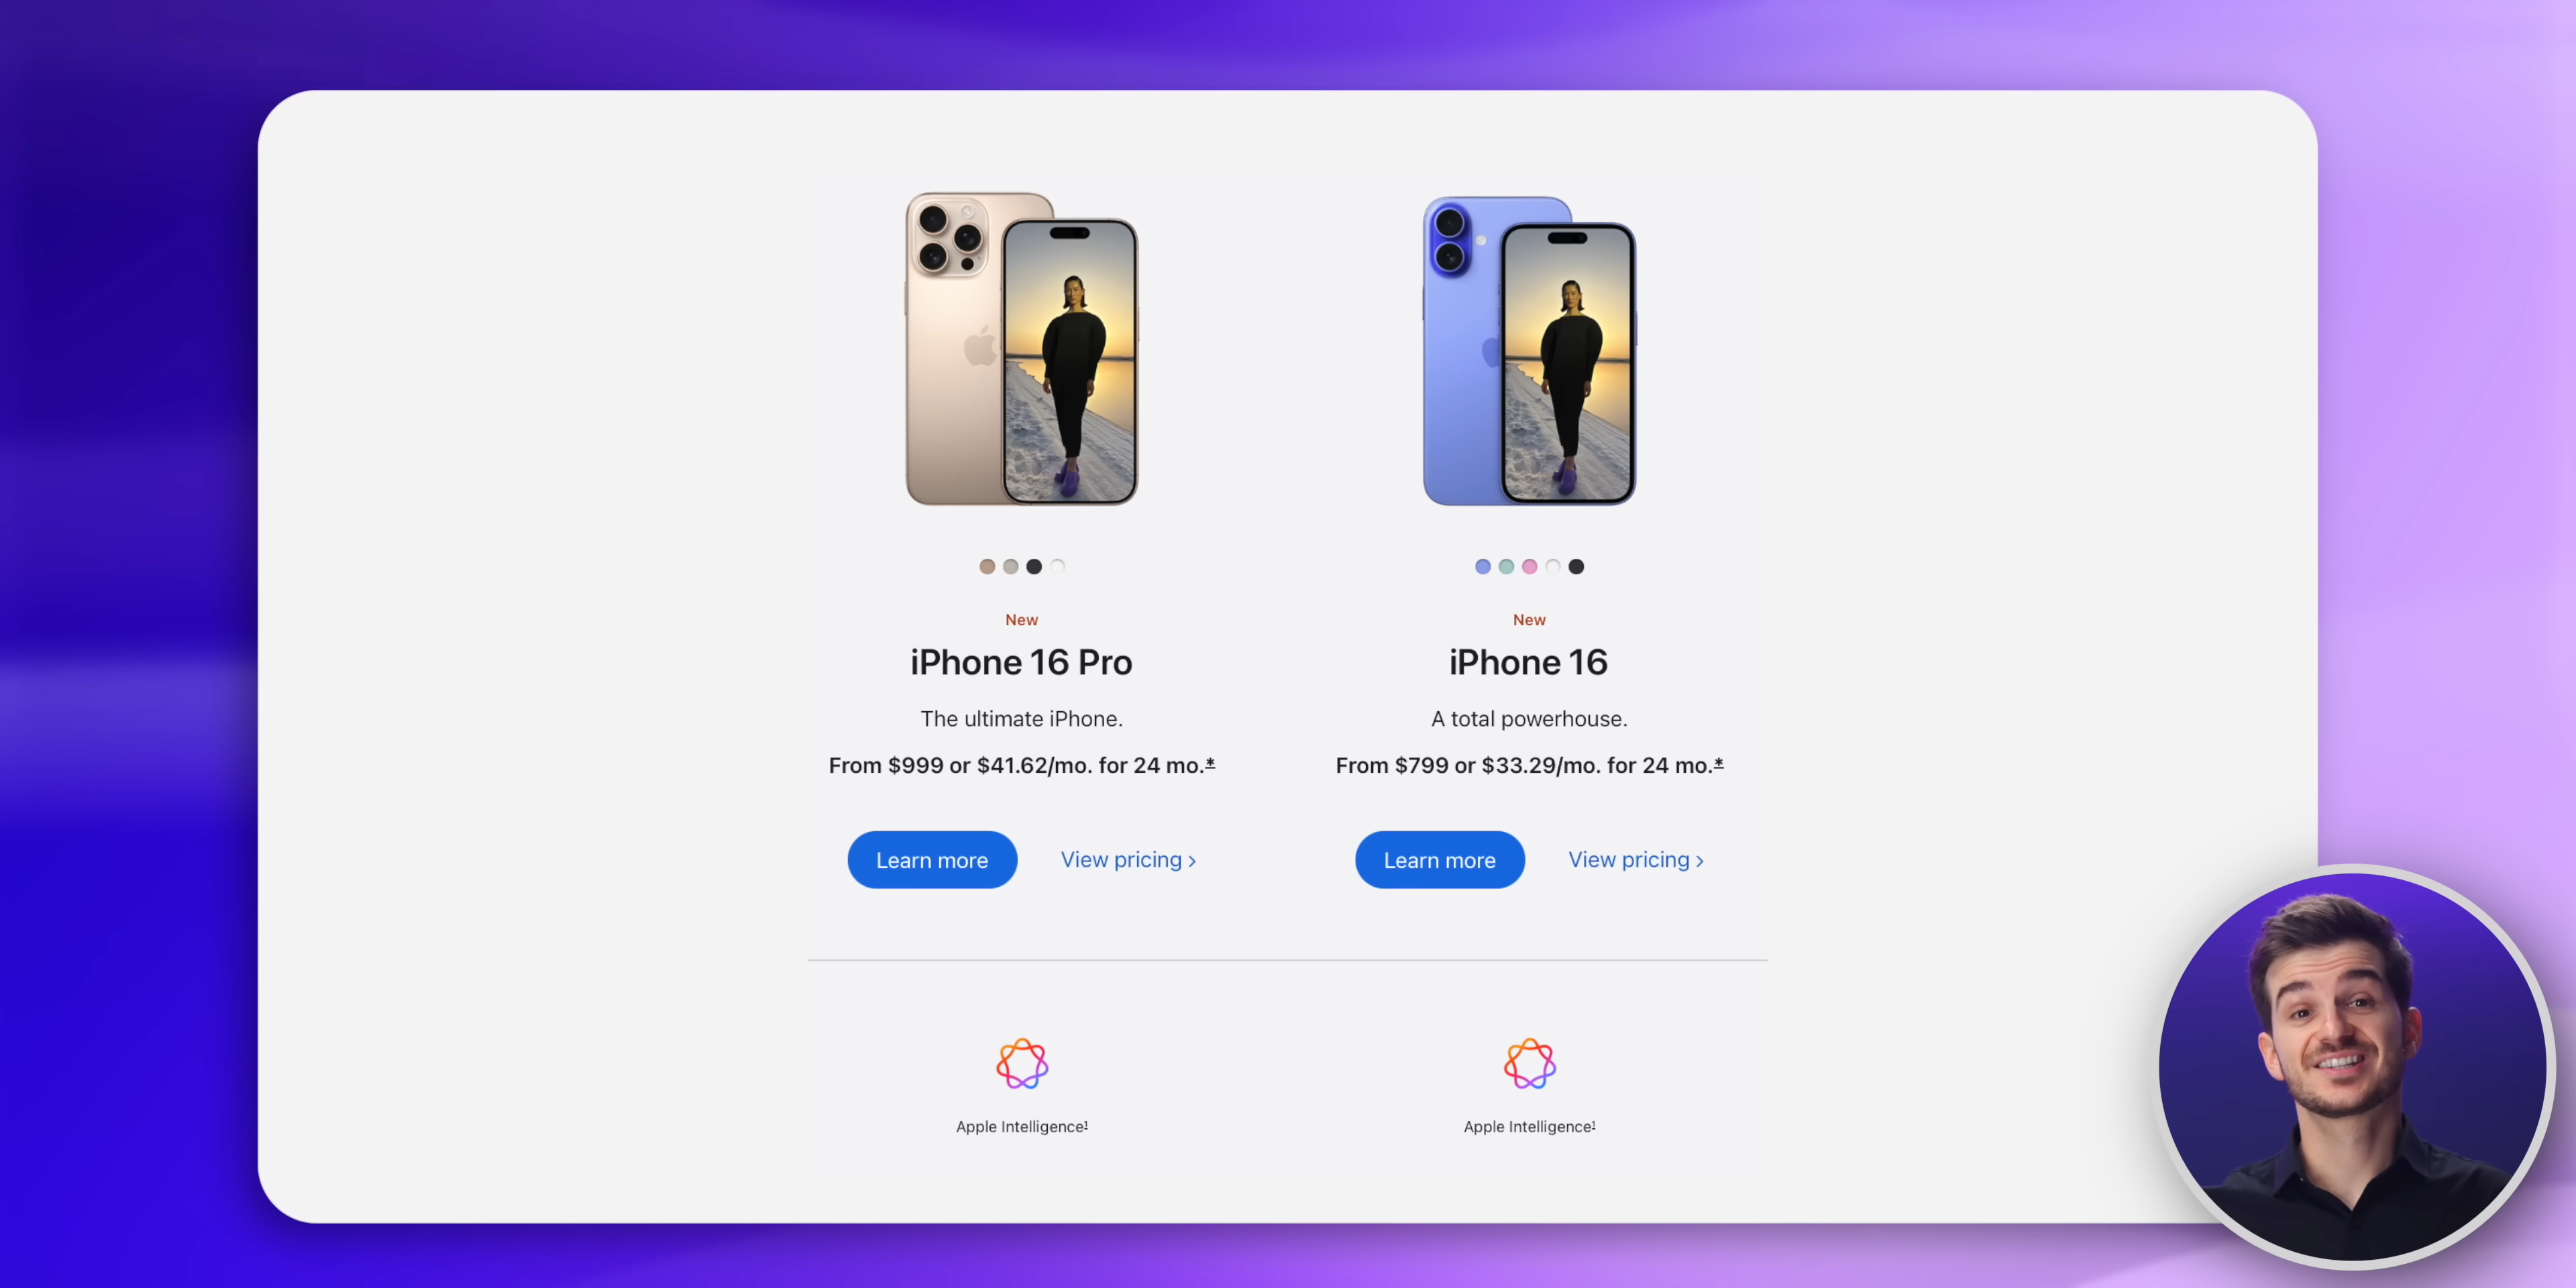 New
iPhone 16 Pro
The ultimate iPhone.
From $999 or $41.62/mo. for 24 mo.*
Learn more
View pricing >
Apple Intelligence¹
New
iPhone 16
A total powerhouse.
From $799 or $33.29/mo. for 24 mo.*
Learn more
View pricing >
Apple Intelligence¹